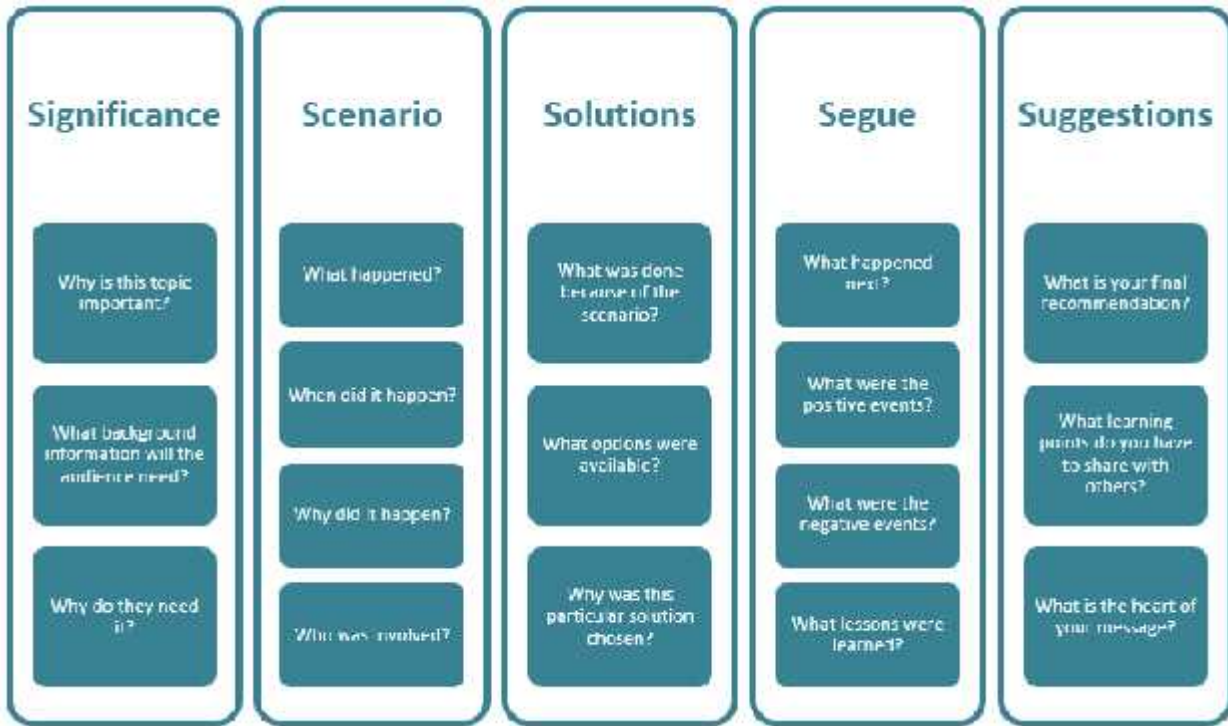 Significance
Why is this topic
important?
What background
information will the
audience need?
Why do they need
it?
Scenario
What happened?
When did it happen?
Why did it happen?
Who was involved?
Solutions
What was done
because of the
scenario?
What options were
available?
Why was this
particular solution
chosen?
Segue
What happened
next?
What were the
positive events?
What were the
negative events?
What lessons were
learned?
Suggestions
What is your final
recommendation?
What learning
points do you have
to share with
others?
What is the heart of
your message?